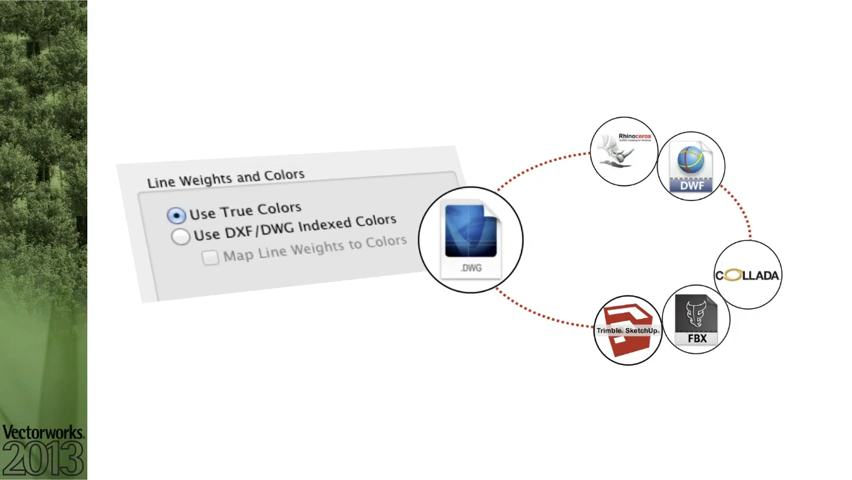 Line Weights and Colors
Use True Colors
Use DXF/DWG Indexed Colors
Map Line Weights to Colors
.DWG
Rhinoceros
DWF
COLLADA
FBX
Trimble. SketchUp.
Vectorworks.
2013